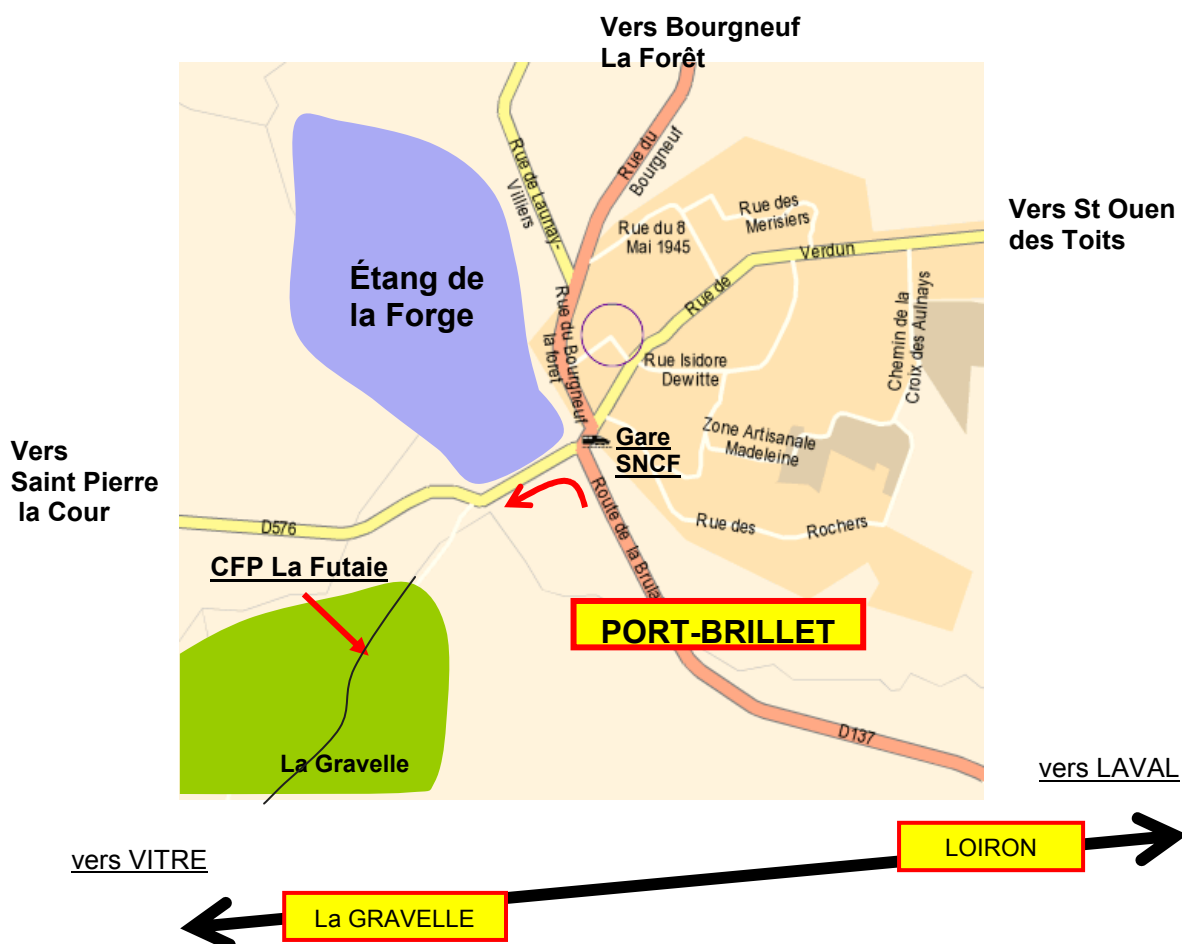 Vers Bourgneuf
La Forêt
Rue de Launay-
Villiers
Rue du
Bourgneuf
Rue des
Merisiers
Rue du 8
Mai 1945
Vers St Ouen
des Toits
Verdun
Rue de
Étang de
la Forge
Rue du Bourgneuf
la foret
Rue Isidore
Dewitte
Chemin de la
Croix des Aulnays
Gare
SNCF
Zone Artisanale
Madeleine
Vers
Saint Pierre
la Cour
D576
Route de la Brula
Rue des
Rochers
CFP La Futaie
PORT-BRILLET
D137
La Gravelle
vers LAVAL
LOIRON
vers VITRE
La GRAVELLE